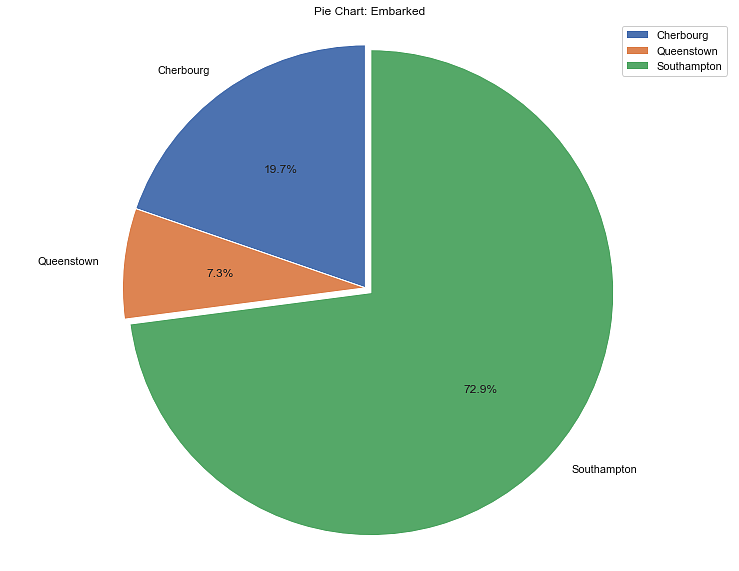 Pie Chart: Embarked
Cherbourg
Queenstown
Southampton
Cherbourg
19.7%
Queenstown
7.3%
72.9%
Southampton